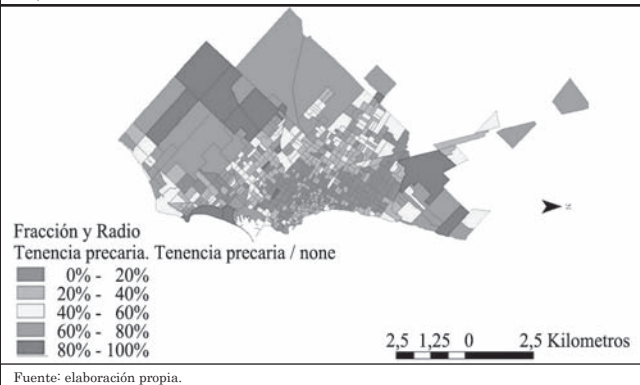 Fracción y Radio
Tenencia precaria. Tenencia precaria / none
0% - 20%
20% - 40%
40% - 60%
60% - 80%
80% - 100%
N
2,5 1,25 0 2,5 Kilometros
Fuente: elaboración propia.